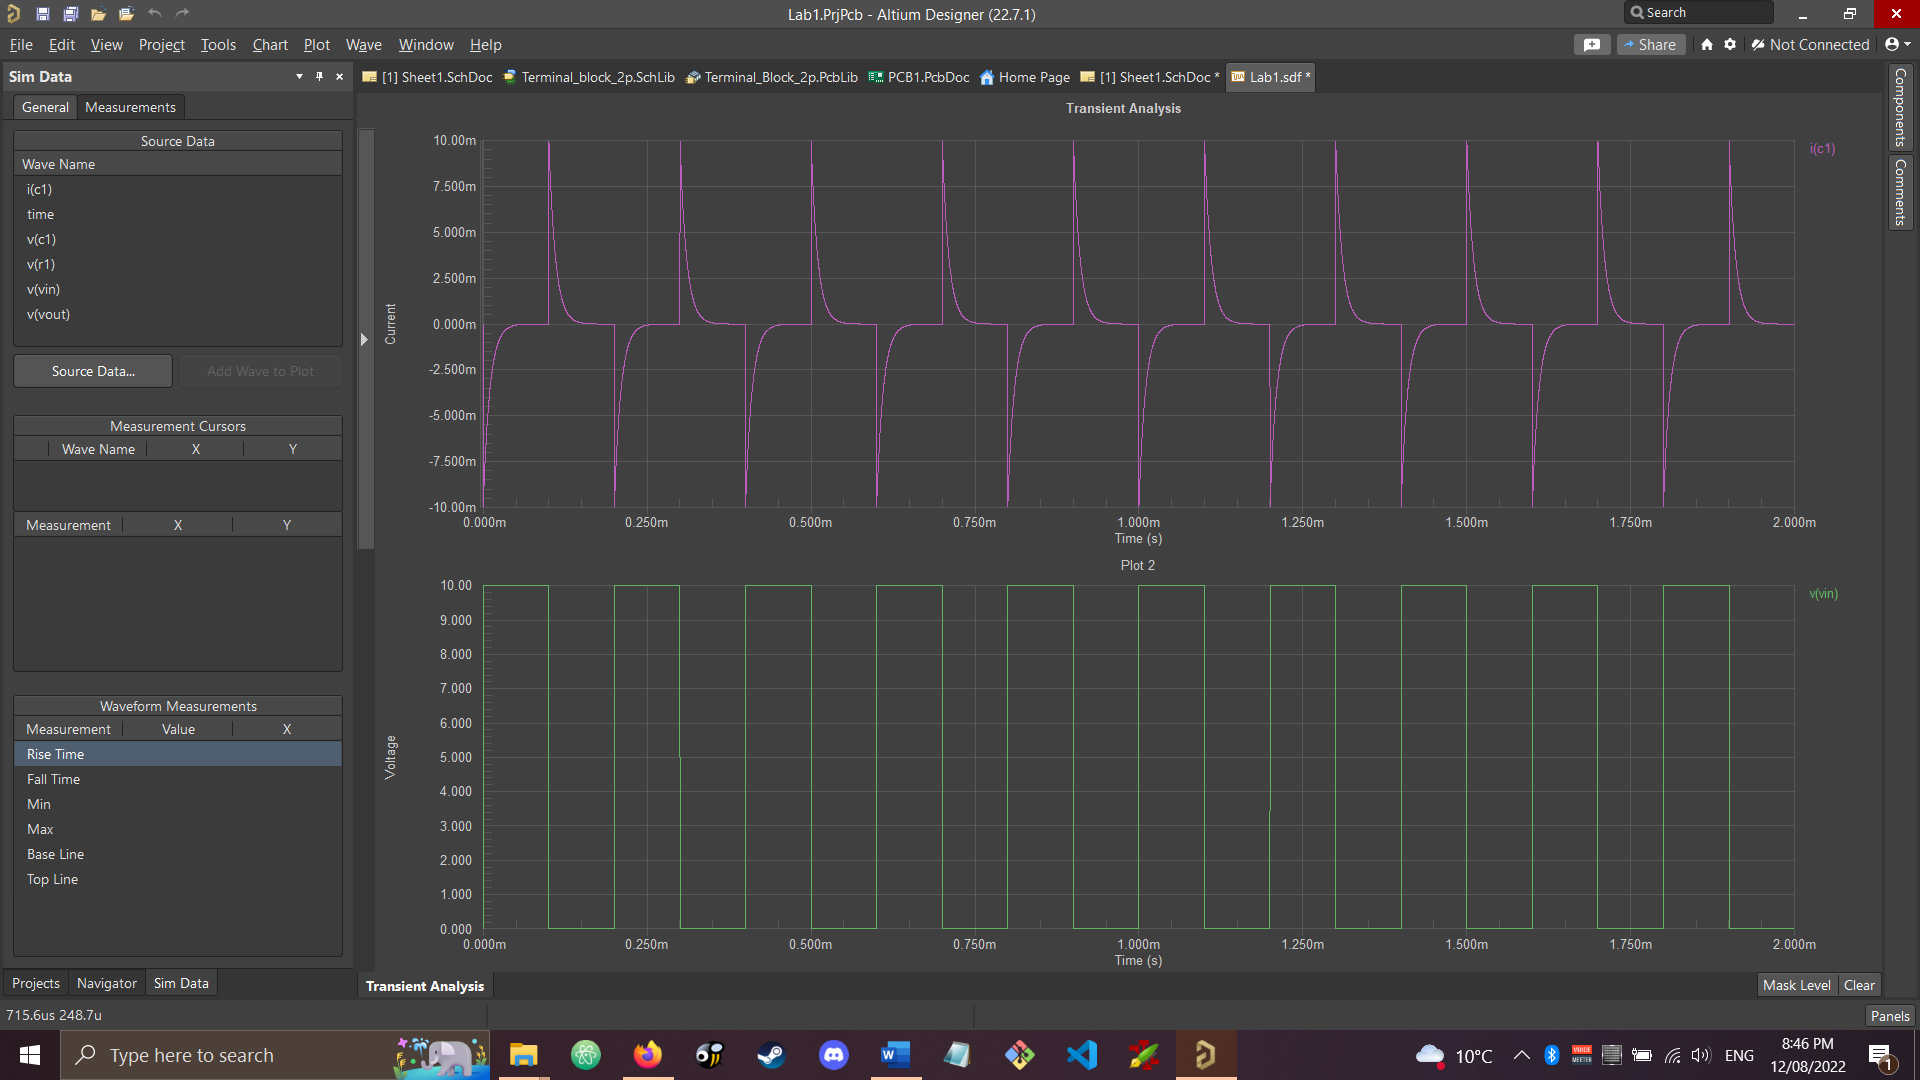 Lab1.PrjPcb - Altium Designer (22.7.1)
Search
File Edit View Project Tools Chart Plot Wave Window Help
Share
Not Connected
Sim Data
[1] Sheet1.SchDoc Terminal_block_2p.SchLib Terminal_Block_2p.PcbLib PCB1.PcbDoc Home Page [1] Sheet1.SchDoc * Lab1.sdf *
General Measurements
Source Data
Wave Name
i(c1)
time
v(c1)
v(r1)
v(vin)
v(vout)
Source Data... Add Wave to Plot
Measurement Cursors
Wave Name X Y
Measurement X Y
Waveform Measurements
Measurement Value X
Rise Time
Fall Time
Min
Max
Base Line
Top Line
Projects Navigator Sim Data
Transient Analysis
i(c1)
Current
10.00m
7.500m
5.000m
2.500m
0.000m
-2.500m
-5.000m
-7.500m
-10.00m
0.000m 0.250m 0.500m 0.750m 1.000m 1.250m 1.500m 1.750m 2.000m
Time (s)
Plot 2
v(vin)
Voltage
10.00
9.000
8.000
7.000
6.000
5.000
4.000
3.000
2.000
1.000
0.000
0.000m 0.250m 0.500m 0.750m 1.000m 1.250m 1.500m 1.750m 2.000m
Time (s)
Components
Comments
Transient Analysis
Mask Level Clear
715.6us 248.7u
Panels
Type here to search
10°C
VOICE
MEETER
ENG
8:46 PM
12/08/2022
1